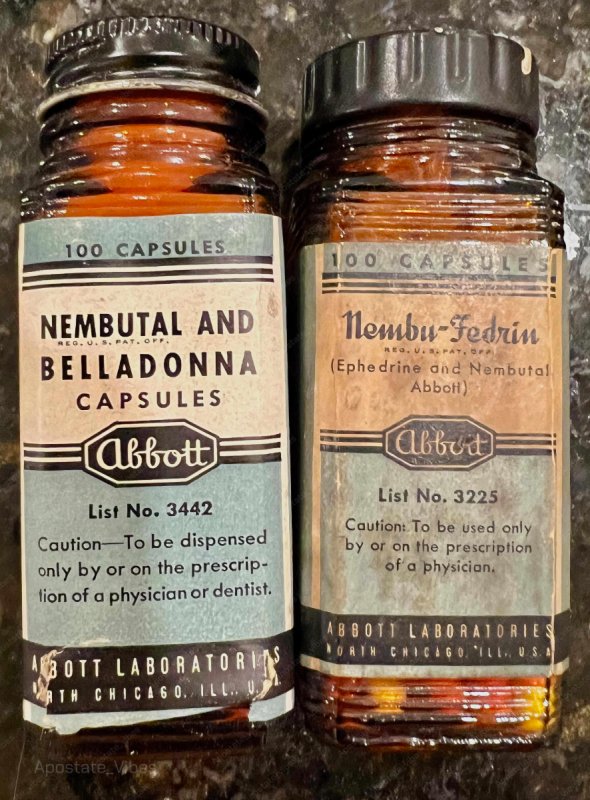 100 CAPSULES
NEMBUTAL AND
REG. U.S. PAT. OFF.
BELLADONNA
CAPSULES
Abbott
List No. 3442
Caution—To be dispensed
only by or on the prescrip-
tion of a physician or dentist.
ABBOTT LABORATORIES
NORTH CHICAGO, ILL., U.S.A.
100 CAPSULES
Nembu-Fedrin
REG. U.S. PAT. OFF.
(Ephedrine and Nembutal
Abbott)
Abbott
List No. 3225
Caution: To be used only
by or on the prescription
of a physician.
ABBOTT LABORATORIES
NORTH CHICAGO, ILL., U.S.A.
Apostate_Vibes